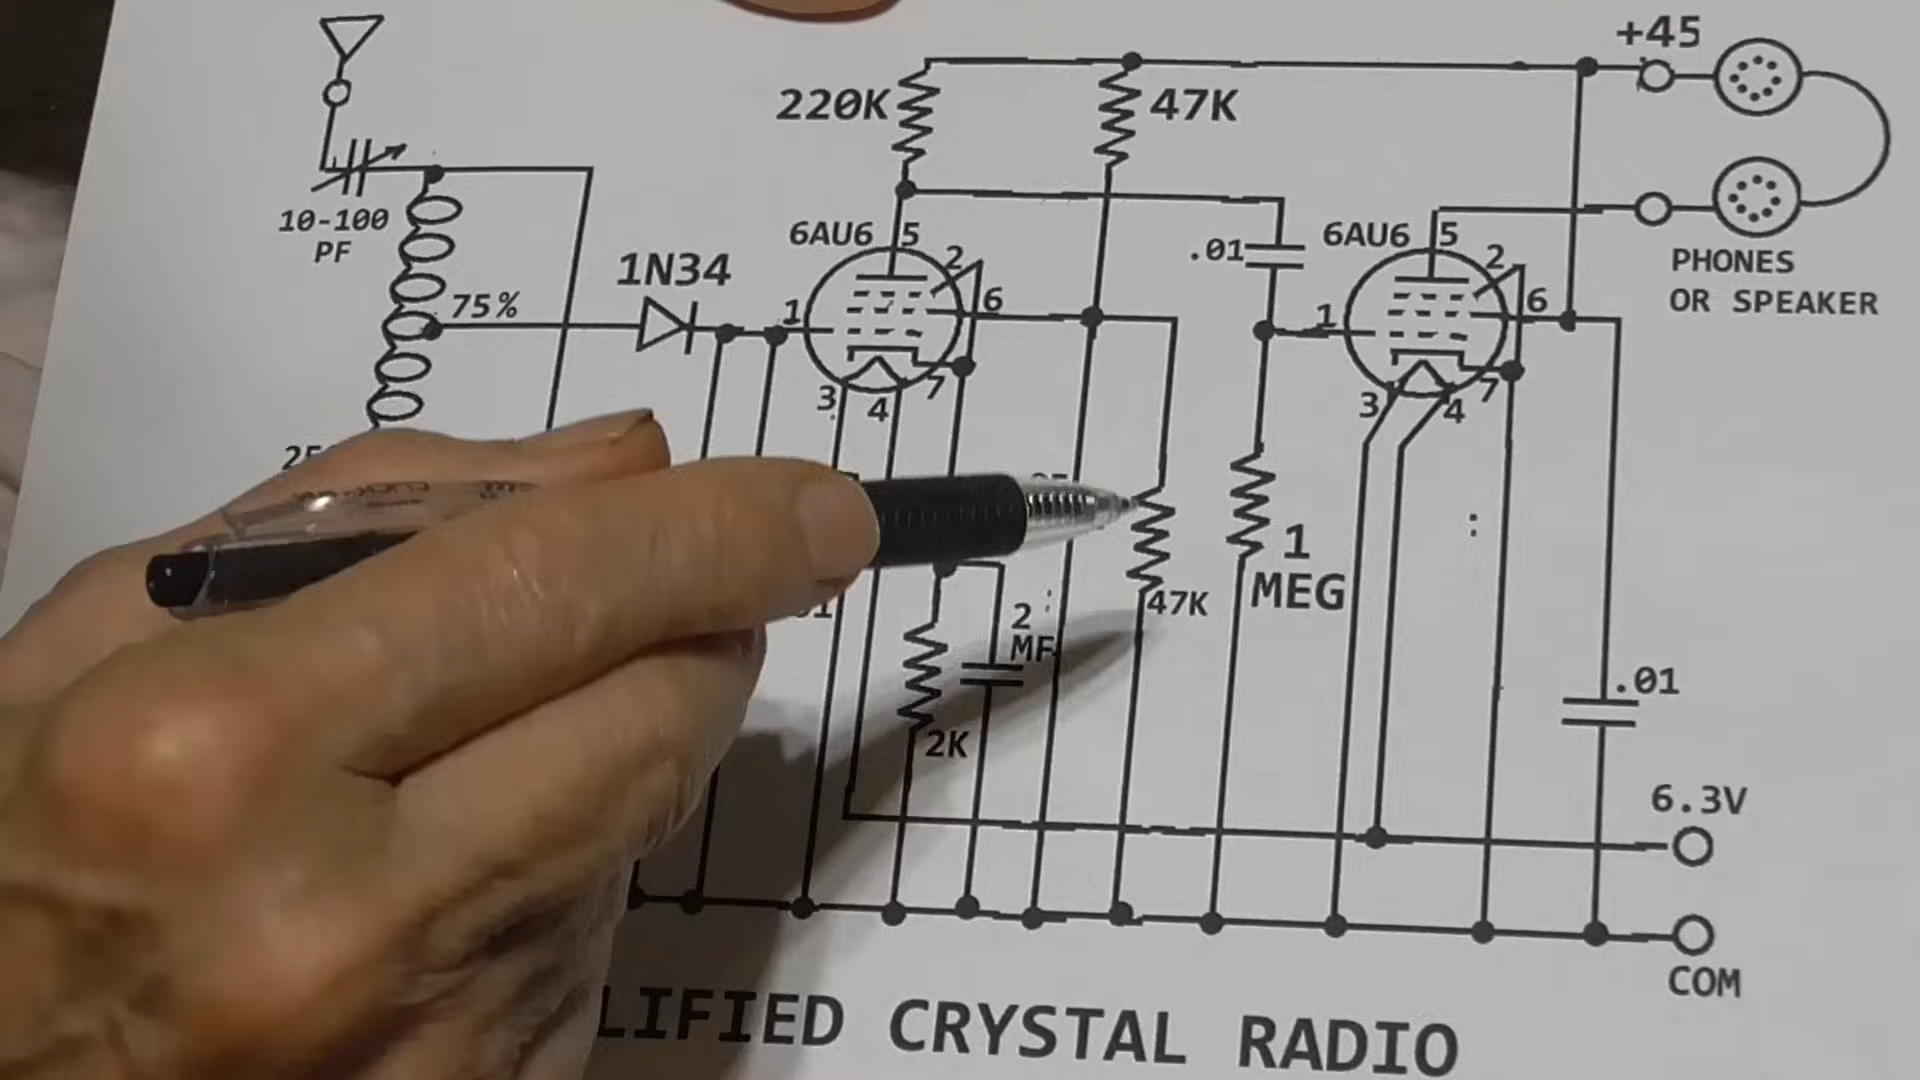 +45
220K
47K
10-100
PF
6AU6
5
2
.01
6AU6
5
2
PHONES
OR SPEAKER
1N34
75%
1
6
1
6
3
4
7
3
4
7
1
MEG
2
MF
47K
2K
.01
6.3V
COM
LIFIED CRYSTAL RADIO